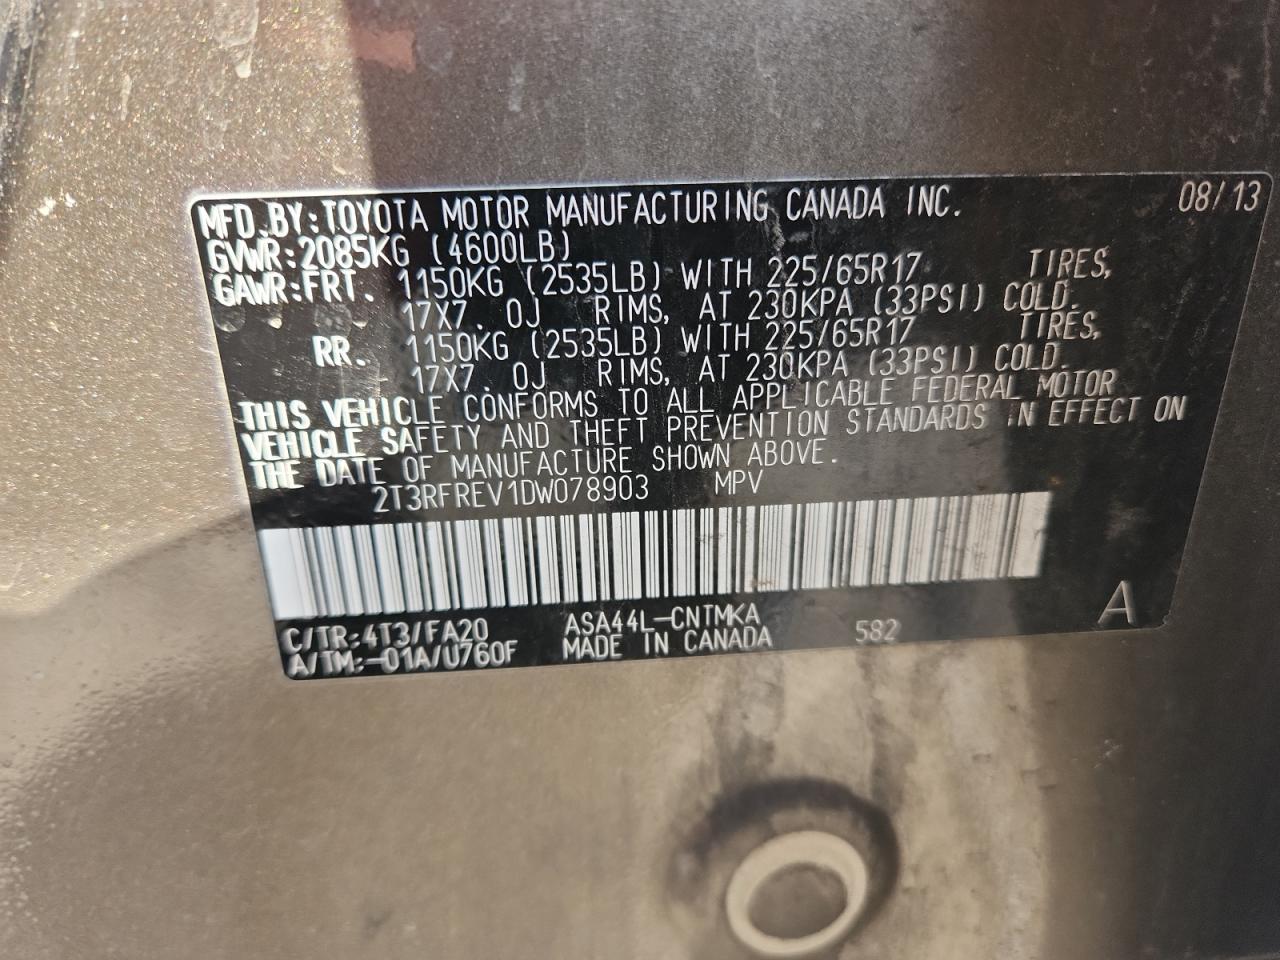 MFD.BY:TOYOTA MOTOR MANUFACTURING CANADA INC. 08/13
GVWR:2085KG (4600LB)
GAWR:FRT. 1150KG (2535LB) WITH 225/65R17 TIRES,
17X7.0J RIMS, AT 230KPA (33PSI) COLD.
RR. 1150KG (2535LB) WITH 225/65R17 TIRES,
17X7.0J RIMS, AT 230KPA (33PSI) COLD.
THIS VEHICLE CONFORMS TO ALL APPLICABLE FEDERAL MOTOR
VEHICLE SAFETY AND THEFT PREVENTION STANDARDS IN EFFECT ON
THE DATE OF MANUFACTURE SHOWN ABOVE.
2T3RFREV1DW078903 MPV
C/TR:4T3/FA20 ASA44L-CNTMKA
A/TM:-01A/U760F MADE IN CANADA 582 A